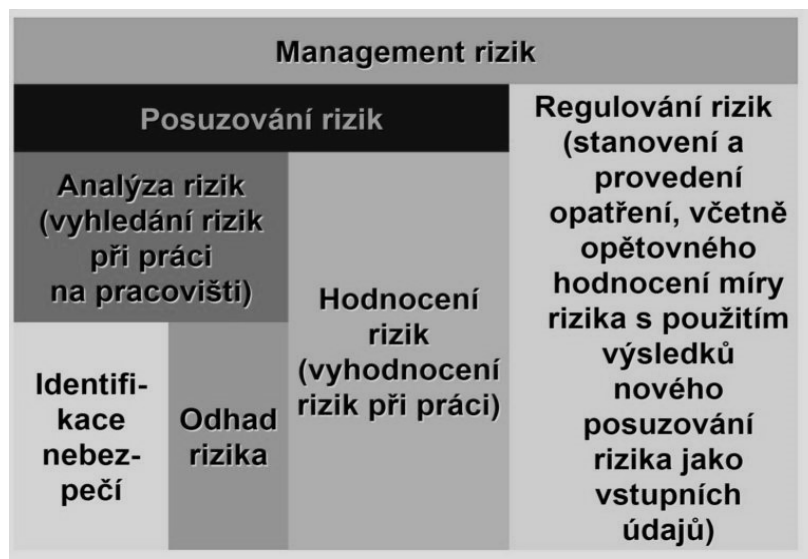 Management rizik
Posuzování rizik
Analýza rizik
(vyhledání rizik
při práci
na pracovišti)
Identifi-
kace
nebez-
pečí
Odhad
rizika
Hodnocení
rizik
(vyhodnocení
rizik při práci)
Regulování rizik
(stanovení a
provedení
opatření, včetně
opětovného
hodnocení míry
rizika s použitím
výsledků
nového
posuzování
rizika jako
vstupních
údajů)